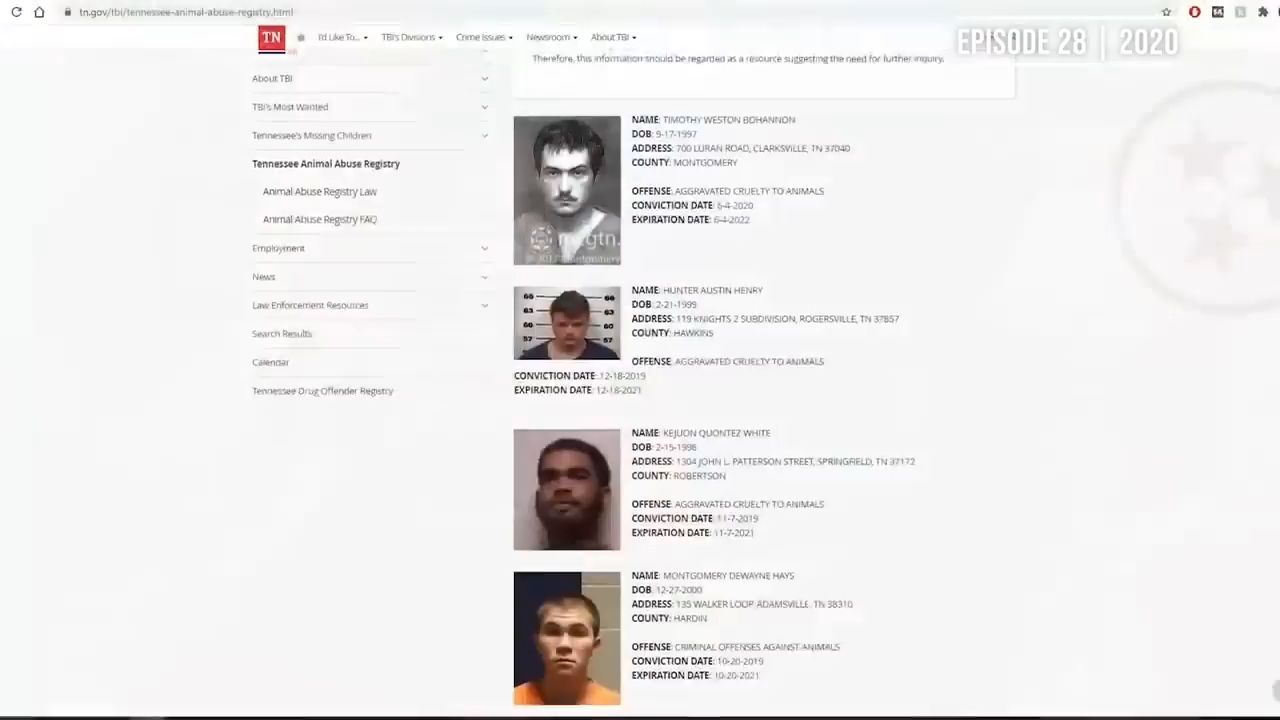 tn.gov/tbi/tennessee-animal-abuse-registry.html
EPISODE 28 | 2020
TN
I'd Like To...
TBI's Divisions
Crime Issues
Newsroom
About TBI
About TBI
TBI's Most Wanted
Tennessee's Missing Children
Tennessee Animal Abuse Registry
Animal Abuse Registry Law
Animal Abuse Registry FAQ
Employment
News
Law Enforcement Resources
Search Results
Calendar
Tennessee Drug Offender Registry
Therefore, this information should be regarded as a resource suggesting the need for further inquiry.
NAME: TIMOTHY WESTON BOHANNON
DOB: 9-17-1997
ADDRESS: 700 LURAN ROAD, CLARKSVILLE, TN 37040
COUNTY: MONTGOMERY
OFFENSE: AGGRAVATED CRUELTY TO ANIMALS
CONVICTION DATE: 6-4-2020
EXPIRATION DATE: 6-4-2022
66 66
63 63
60 60
57 57
NAME: HUNTER AUSTIN HENRY
DOB: 2-21-1999
ADDRESS: 119 KNIGHTS 2 SUBDIVISION, ROGERSVILLE, TN 37857
COUNTY: HAWKINS
OFFENSE: AGGRAVATED CRUELTY TO ANIMALS
CONVICTION DATE: 12-18-2019
EXPIRATION DATE: 12-18-2021
NAME: KEJUON QUONTEZ WHITE
DOB: 2-15-1996
ADDRESS: 1304 JOHN L. PATTERSON STREET, SPRINGFIELD, TN 37172
COUNTY: ROBERTSON
OFFENSE: AGGRAVATED CRUELTY TO ANIMALS
CONVICTION DATE: 11-7-2019
EXPIRATION DATE: 11-7-2021
NAME: MONTGOMERY DEWAYNE HAYS
DOB: 12-27-2000
ADDRESS: 135 WALKER LOOP, ADAMSVILLE, TN 38310
COUNTY: HARDIN
OFFENSE: CRIMINAL OFFENSES AGAINST ANIMALS
CONVICTION DATE: 10-20-2019
EXPIRATION DATE: 10-20-2021